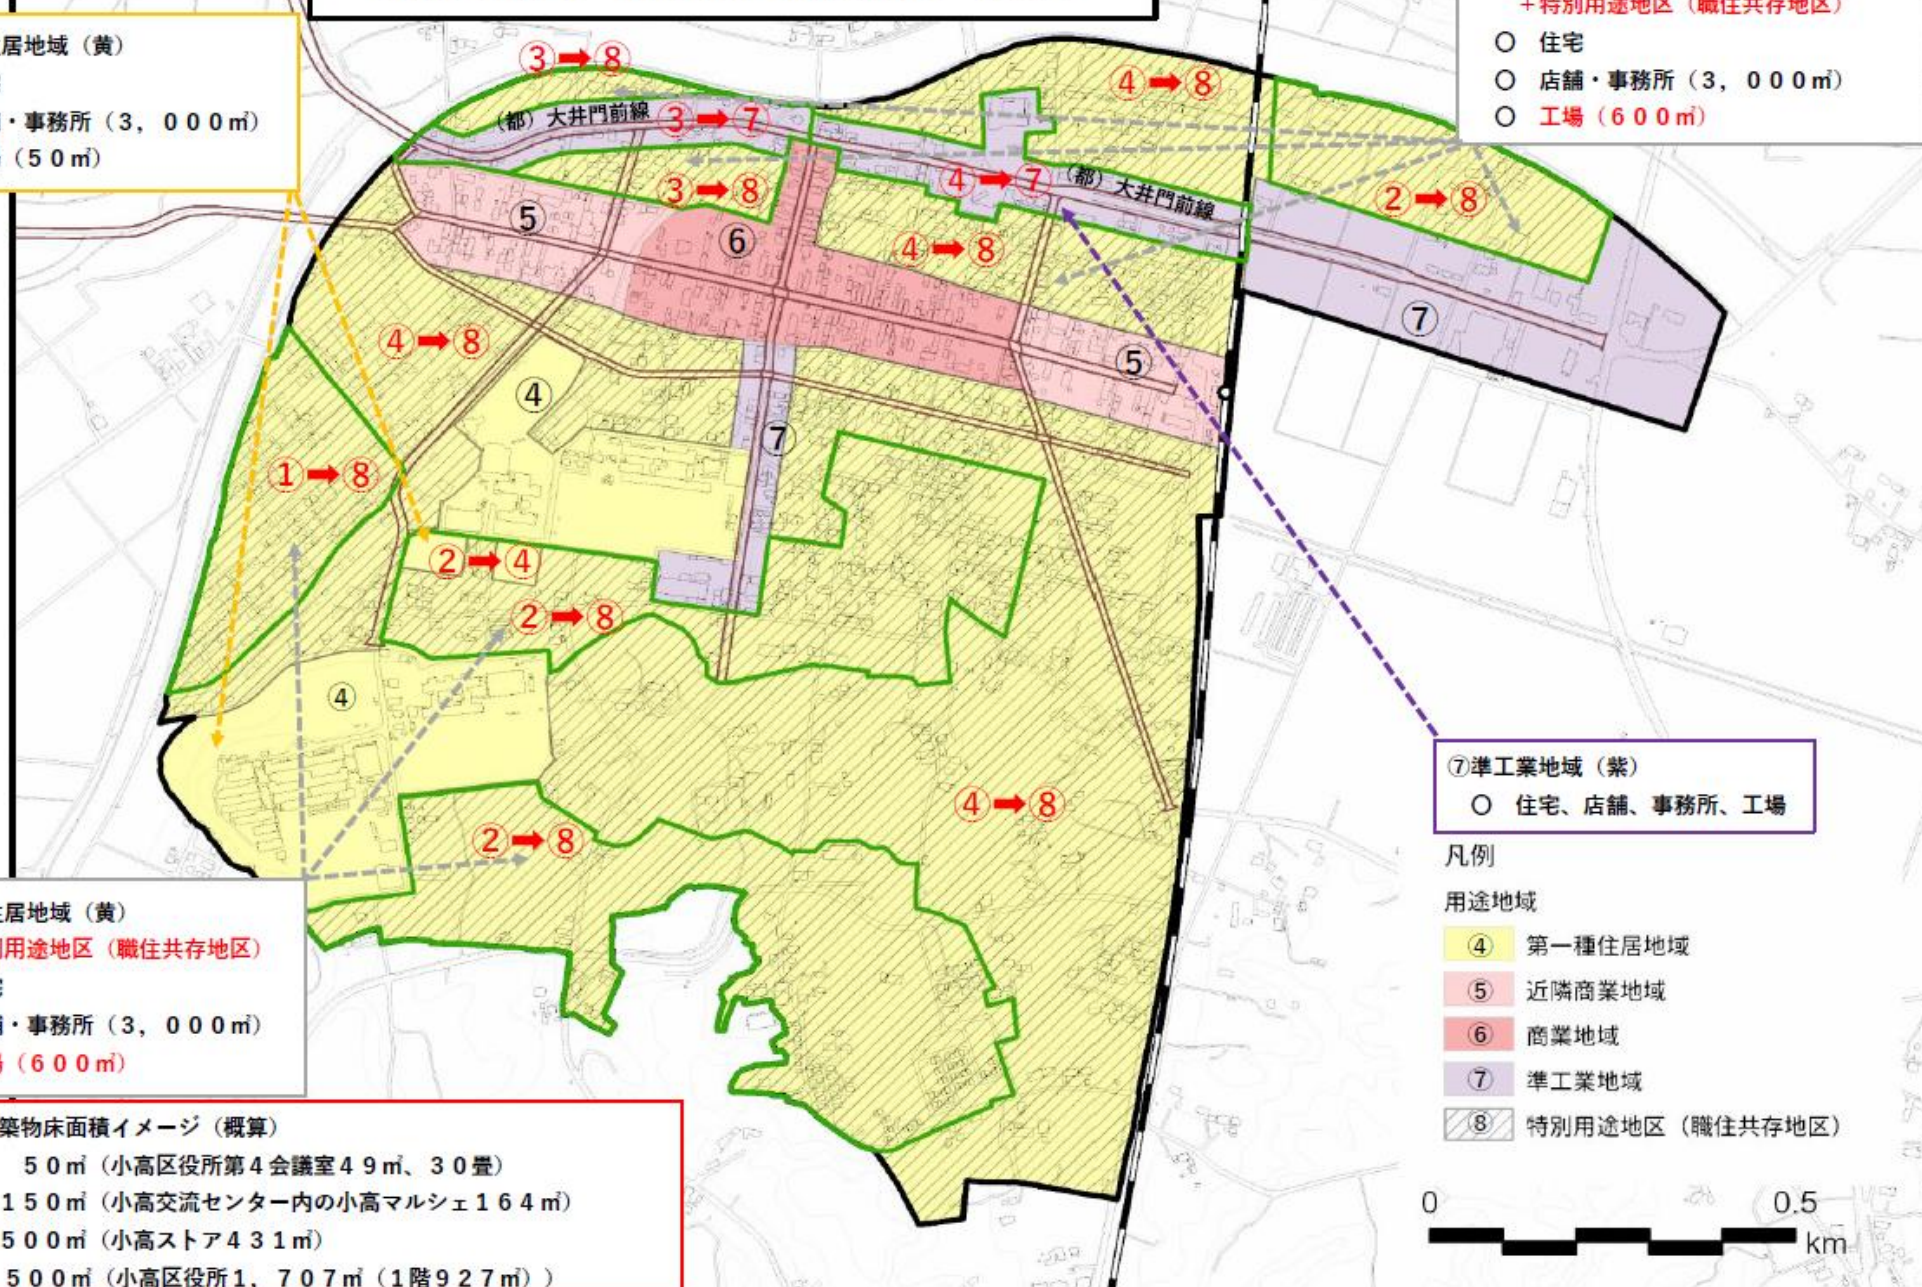 居地域（黄）
・事務所（3，000㎡）
（50㎡）
＋特別用途地区（職住共存地区）
〇 住宅
〇 店舗・事務所（3，000㎡）
〇 工場（600㎡）
③➡⑧
④➡⑧
（都）大井門前線
③➡⑦
③➡⑧
④➡⑦
（都）大井門前線
②➡⑧
⑤
⑥
④➡⑧
⑦
④➡⑧
⑤
④
⑦
①➡⑧
②➡④
②➡⑧
④
④➡⑧
②➡⑧
⑦準工業地域（紫）
〇 住宅、店舗、事務所、工場
居地域（黄）
用途地区（職住共存地区）
・事務所（3，000㎡）
（600㎡）
築物床面積イメージ（概算）
50㎡（小高区役所第4会議室49㎡、30畳）
150㎡（小高交流センター内の小高マルシェ164㎡）
500㎡（小高ストア431㎡）
500㎡（小高区役所1，707㎡（1階927㎡））
凡例
用途地域
④ 第一種住居地域
⑤ 近隣商業地域
⑥ 商業地域
⑦ 準工業地域
⑧ 特別用途地区（職住共存地区）
0 0.5
km